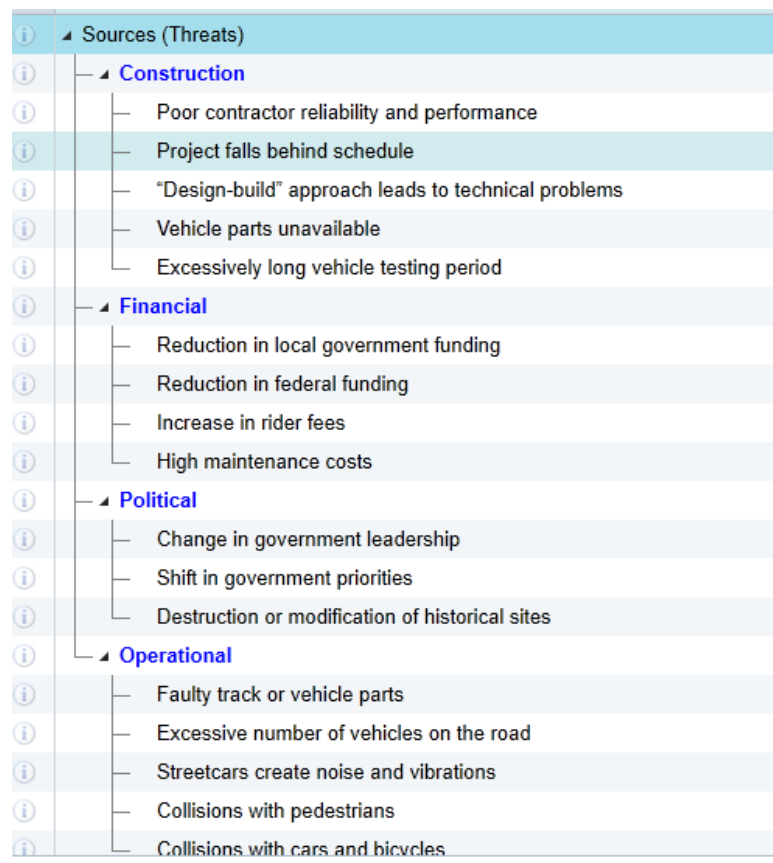 Sources (Threats)
Construction
Poor contractor reliability and performance
Project falls behind schedule
“Design-build” approach leads to technical problems
Vehicle parts unavailable
Excessively long vehicle testing period
Financial
Reduction in local government funding
Reduction in federal funding
Increase in rider fees
High maintenance costs
Political
Change in government leadership
Shift in government priorities
Destruction or modification of historical sites
Operational
Faulty track or vehicle parts
Excessive number of vehicles on the road
Streetcars create noise and vibrations
Collisions with pedestrians
Collisions with cars and bicycles